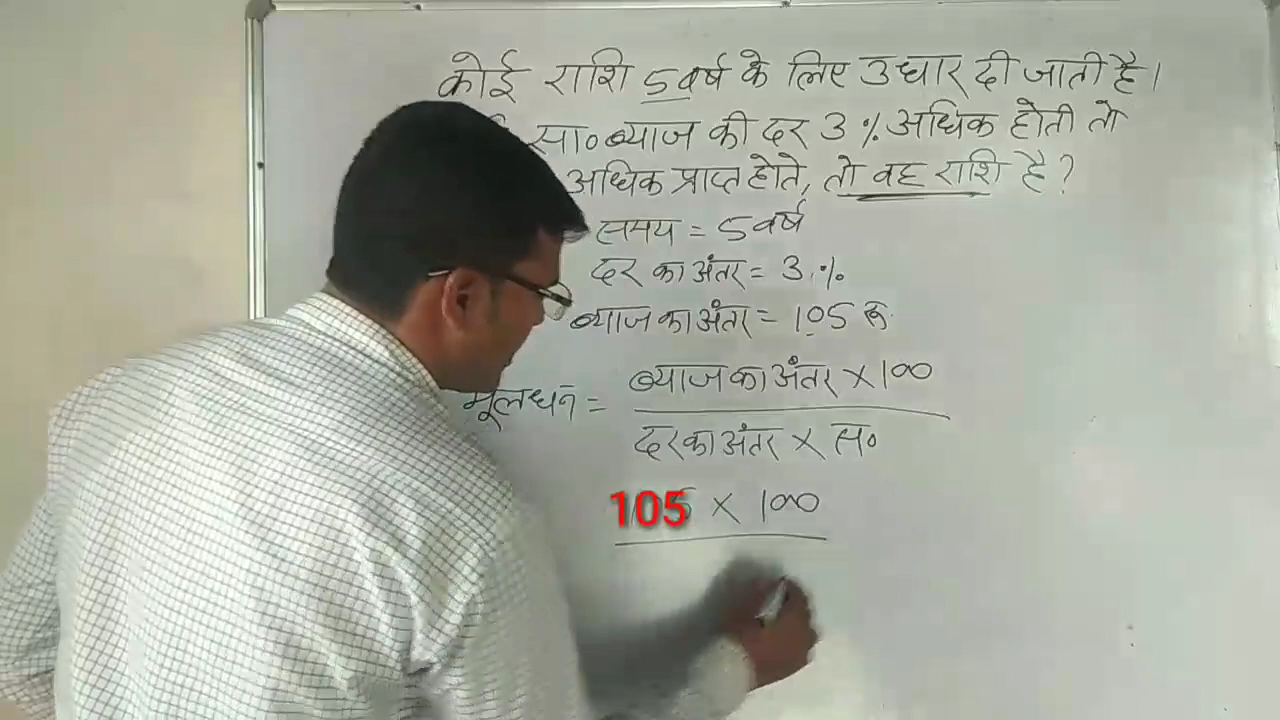 कोई राशि 5 वर्ष के लिए उधार दी जाती है।
सा० ब्याज की दर 3% अधिक होती तो
अधिक प्राप्त होते, तो वह राशि है?
समय = 5 वर्ष
दर का अंतर = 3%
ब्याज का अंतर = 105 रू
मूलधन = ब्याज का अंतर × 100
दर का अंतर × स०
105 × 100